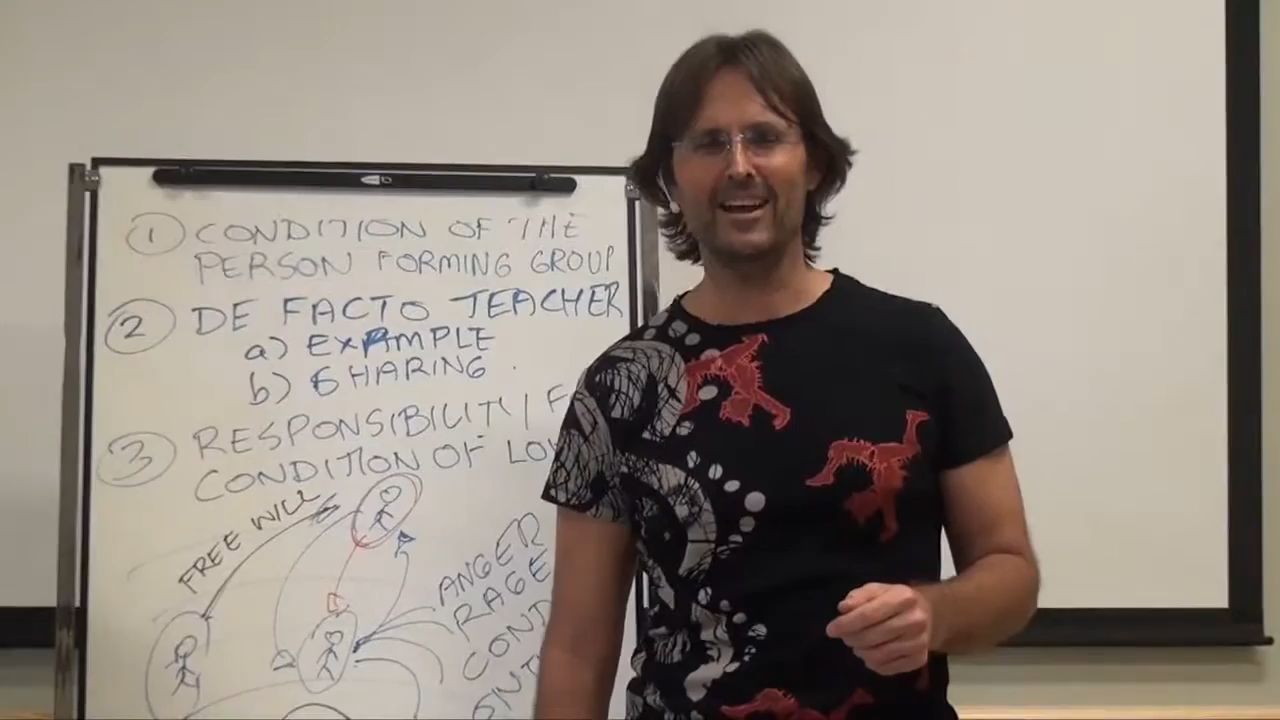 1 CONDITION OF THE
PERSON FORMING GROUP
2 DE FACTO TEACHER
a) EXAMPLE
b) SHARING
3 RESPONSIBILITY
CONDITION OF
FREE WILL
ANGER
RAGE